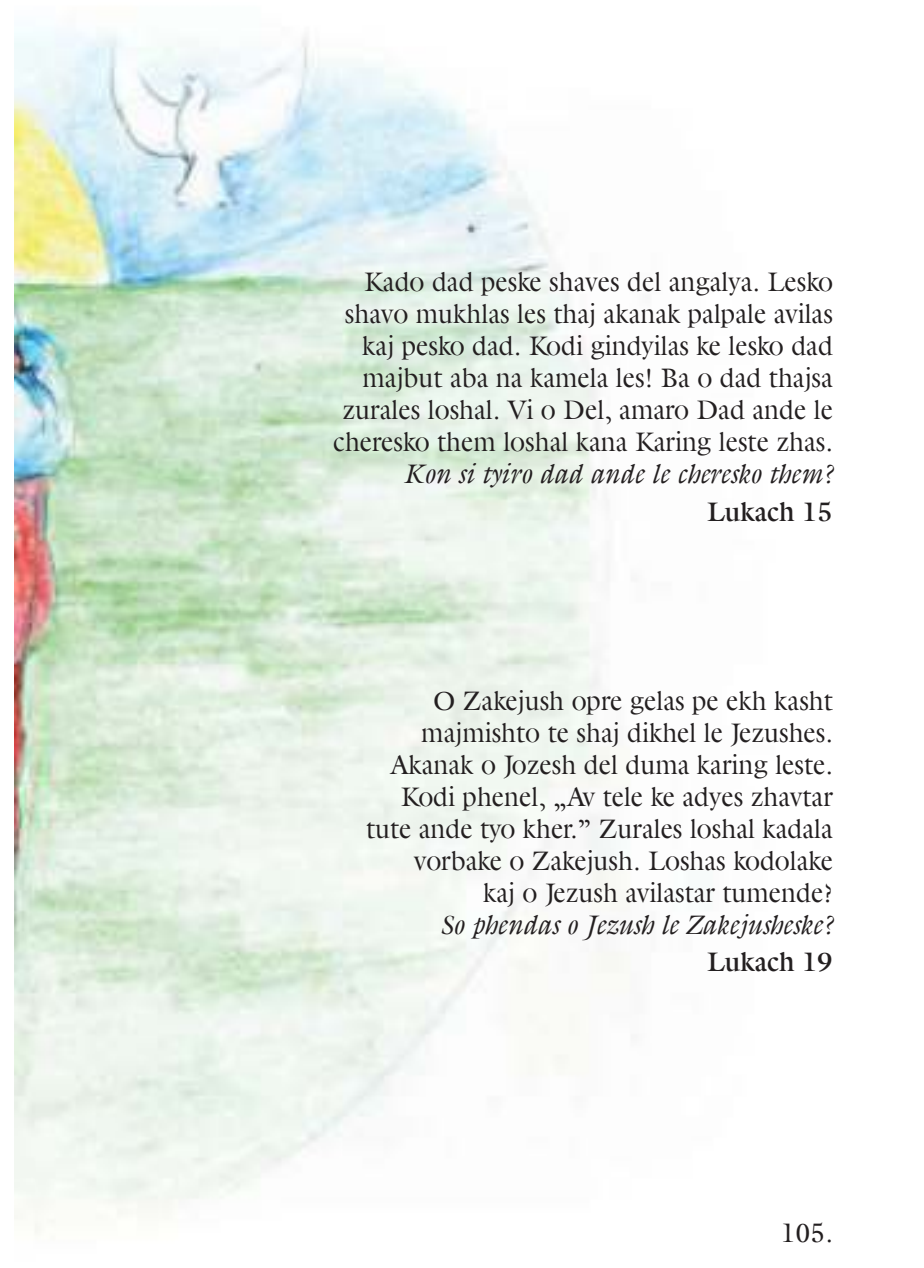 Kado dad peske shaves del angalya. Lesko
shavo mukhlas les thaj akanak palpale avilas
kaj pesko dad. Kodi gindyilas ke lesko dad
majbut aba na kamela les! Ba o dad thajsa
zurales loshal. Vi o Del, amaro Dad ande le
cheresko them loshal kana Karing leste zhas.
Kon si tyiro dad ande le cheresko them?
Lukach 15
O Zakejush opre gelas pe ekh kasht
majmishto te shaj dikhel le Jezushes.
Akanak o Jozesh del duma karing leste.
Kodi phenel, „Av tele ke adyes zhavtar
tute ande tyo kher.” Zurales loshal kadala
vorbake o Zakejush. Loshas kodolake
kaj o Jezush avilastar tumende?
So phendas o Jezush le Zakejusheske?
Lukach 19
105.